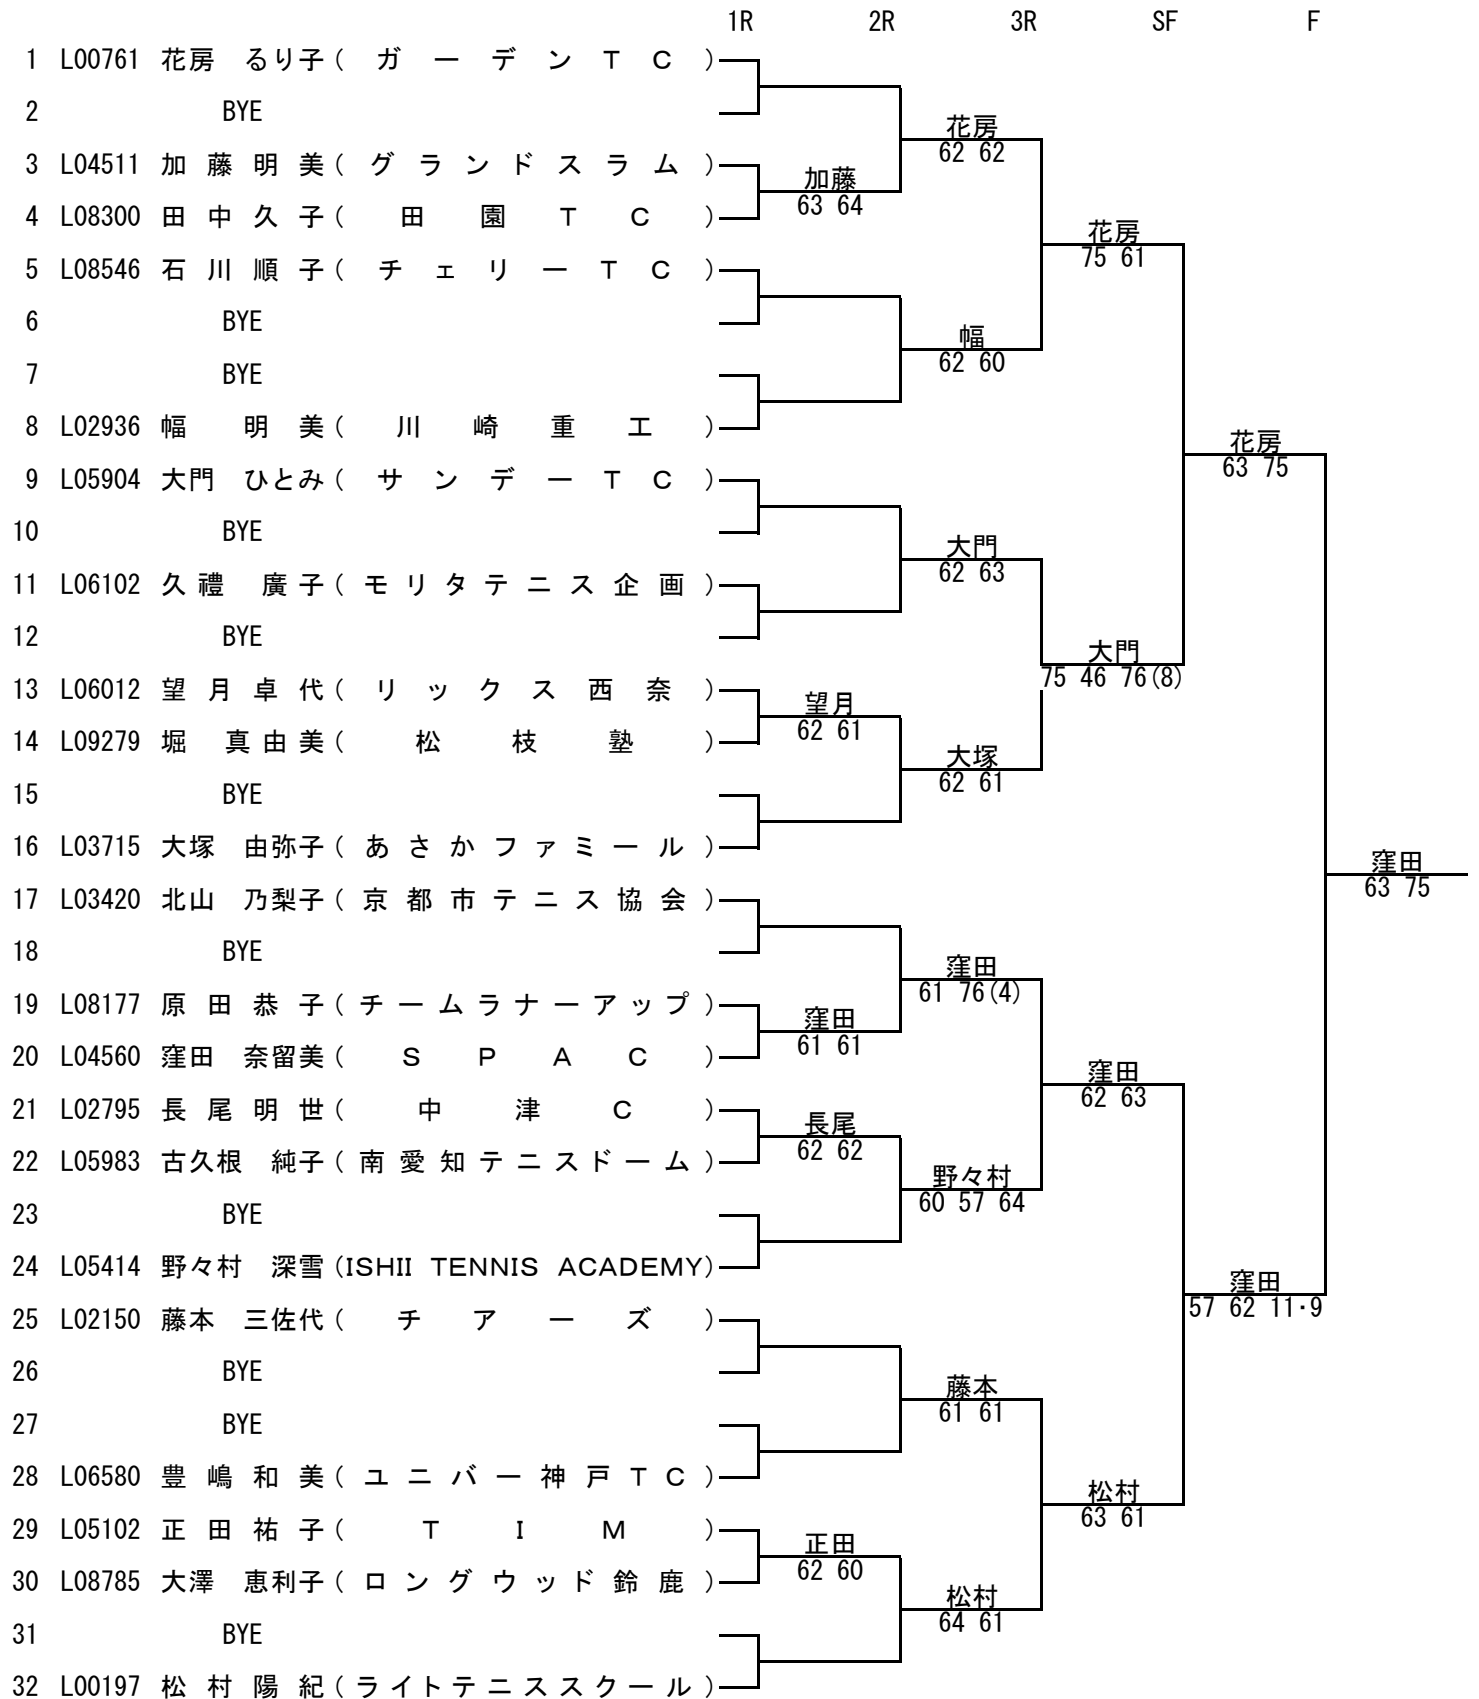 1R 2R 3R SF F
1 L00761 花房 るり子(ガーデンTC)
2 BYE
花房
62 62
3 L04511 加藤明美(グランドスラム)
加藤
63 64
4 L08300 田中久子(田園TC)
花房
75 61
5 L08546 石川順子(チェリーTC)
6 BYE
幅
62 60
7 BYE
8 L02936 幅 明美(川崎重工)
花房
63 75
9 L05904 大門 ひとみ(サンデーTC)
10 BYE
大門
62 63
11 L06102 久禮 廣子(モリタテニス企画)
12 BYE
大門
75 46 76(8)
13 L06012 望月卓代(リックス西奈)
望月
62 61
14 L09279 堀 真由美(松枝塾)
大塚
62 61
15 BYE
16 L03715 大塚 由弥子(あさかファミール)
窪田
63 75
17 L03420 北山 乃梨子(京都市テニス協会)
18 BYE
窪田
61 76(4)
19 L08177 原田恭子(チームラナーアップ)
窪田
61 61
20 L04560 窪田 奈留美(SPAC)
窪田
62 63
21 L02795 長尾明世(中津C)
長尾
62 62
22 L05983 古久根 純子(南愛知テニスドーム)
野々村
60 57 64
23 BYE
24 L05414 野々村 深雪(ISHII TENNIS ACADEMY)
窪田
57 62 11・9
25 L02150 藤本 三佐代(チアーズ)
26 BYE
藤本
61 61
27 BYE
28 L06580 豊嶋和美(ユニバー神戸TC)
松村
63 61
29 L05102 正田祐子(TIM)
正田
62 60
30 L08785 大澤 恵利子(ロングウッド鈴鹿)
松村
64 61
31 BYE
32 L00197 松村陽紀(ライトテニススクール)